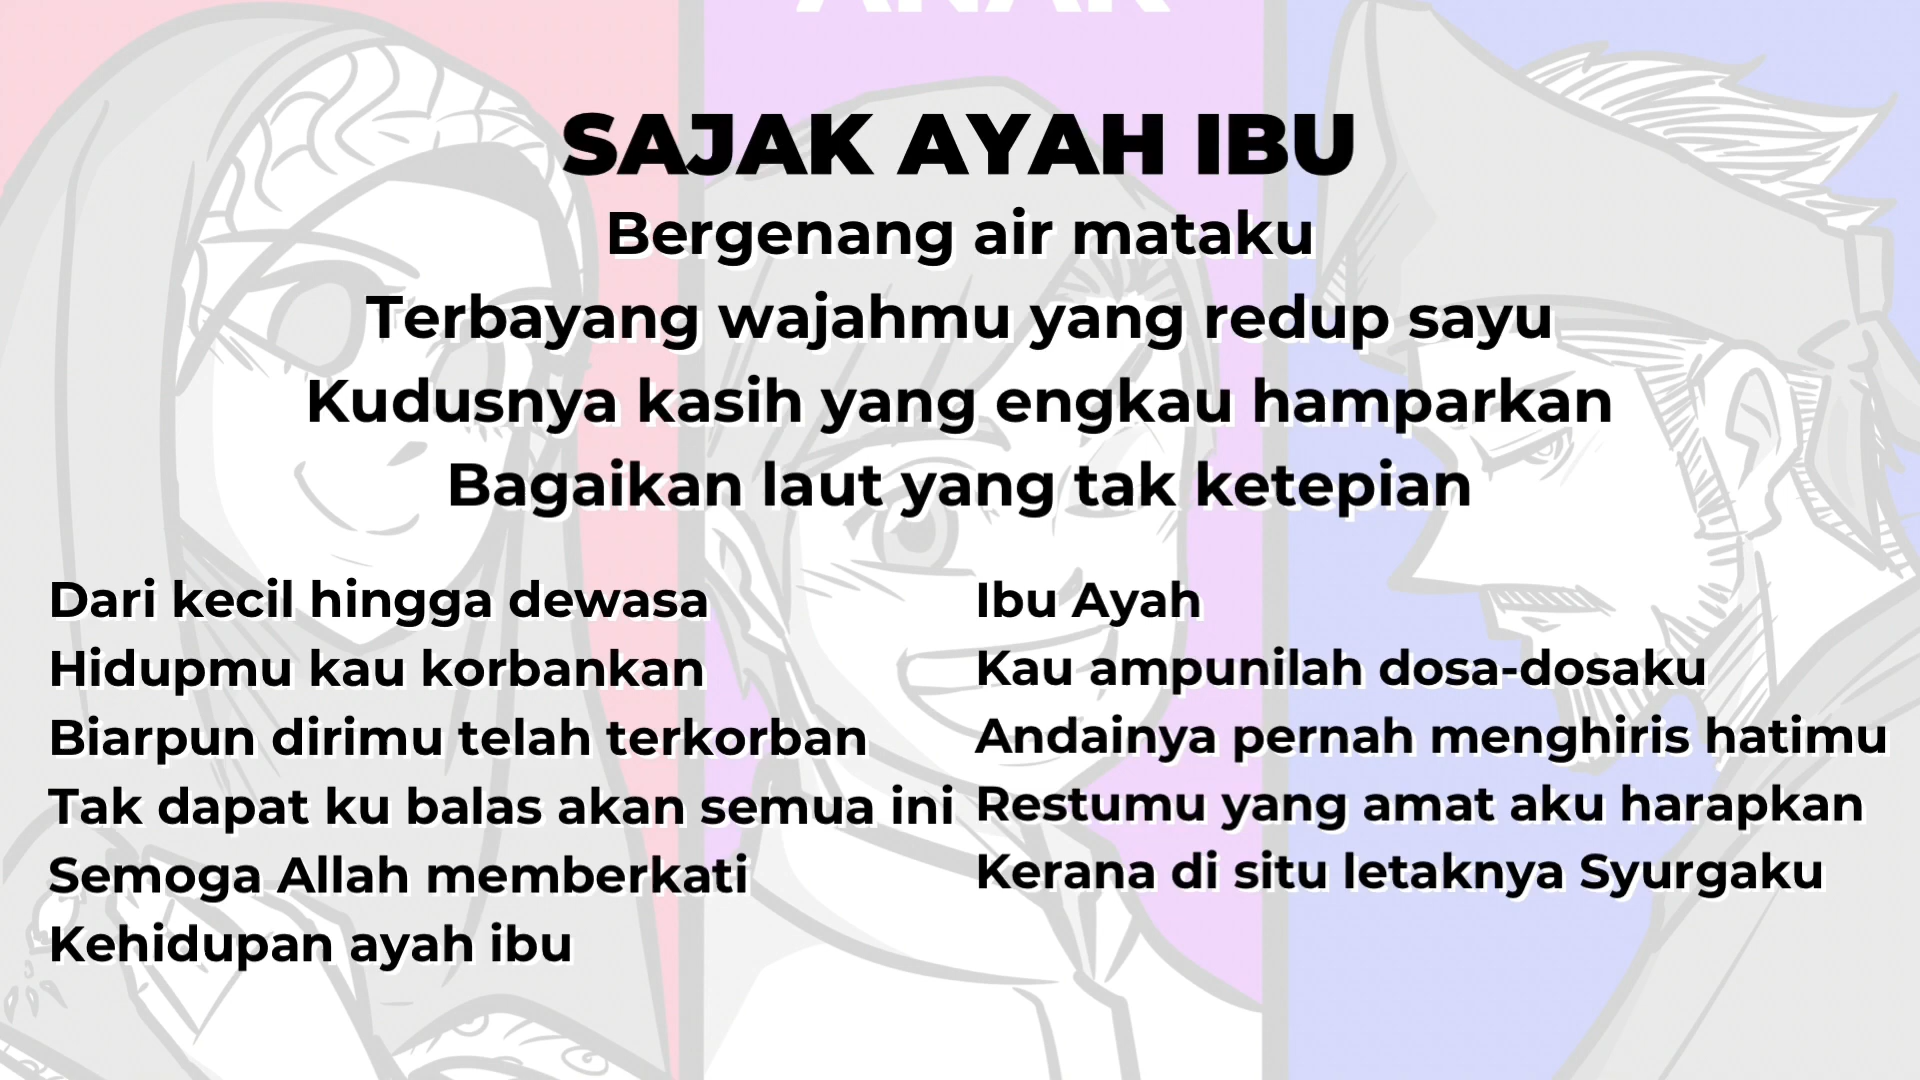 ANAK
SAJAK AYAH IBU
Bergenang air mataku
Terbayang wajahmu yang redup sayu
Kudusnya kasih yang engkau hamparkan
Bagaikan laut yang tak ketepian
Dari kecil hingga dewasa
Hidupmu kau korbankan
Biarpun dirimu telah terkorban
Tak dapat ku balas akan semua ini
Semoga Allah memberkati
Kehidupan ayah ibu
Ibu Ayah
Kau ampunilah dosa-dosaku
Andainya pernah menghiris hatimu
Restumu yang amat aku harapkan
Kerana di situ letaknya Syurgaku